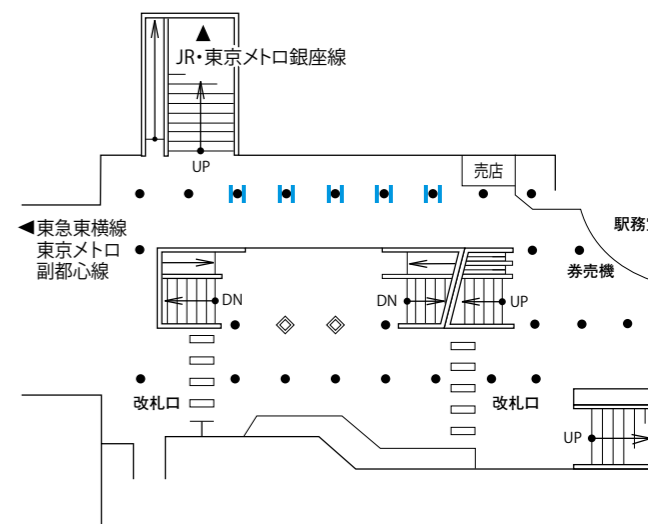 ▲
JR・東京メトロ銀座線
UP
売店
◀東急東横線
東京メトロ
副都心線
駅務
券売機
DN
DN
UP
改札口
改札口
UP